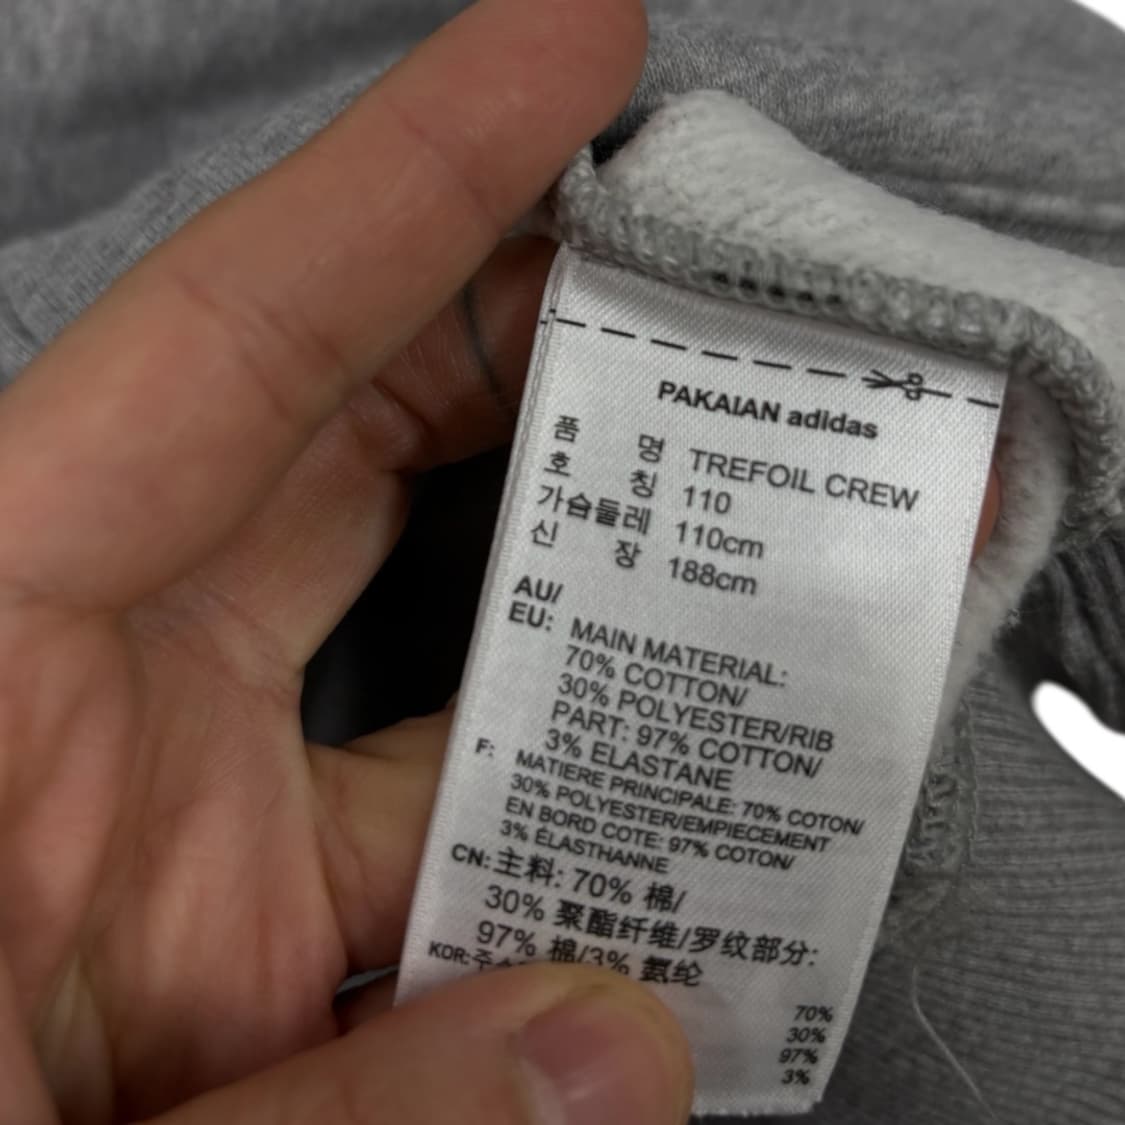 PAKAIAN adidas
품 명 TREFOIL CREW
호 칭 110
가슴둘레 110cm
신 장 188cm
AU/
EU: MAIN MATERIAL:
70% COTTON/
30% POLYESTER/RIB
PART: 97% COTTON/
3% ELASTANE
F: MATIERE PRINCIPALE: 70% COTON/
30% POLYESTER/EMPIECEMENT
EN BORD COTE: 97% COTON/
3% ÉLASTHANNE
CN: 主料: 70% 棉/
30% 聚酯纤维/罗纹部分:
97% 棉/3% 氨纶
KOR:
70%
30%
97%
3%